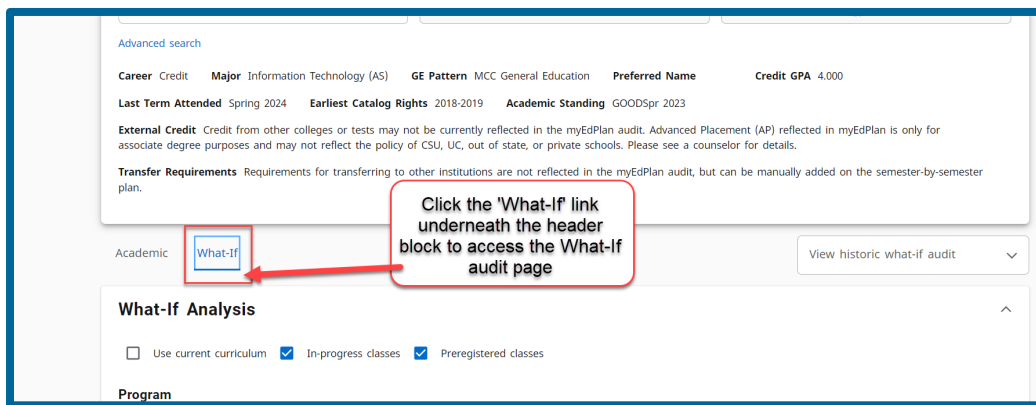 Advanced search
Career Credit Major Information Technology (AS) GE Pattern MCC General Education Preferred Name Credit GPA 4.000
Last Term Attended Spring 2024 Earliest Catalog Rights 2018-2019 Academic Standing GOODSpr 2023
External Credit Credit from other colleges or tests may not be currently reflected in the myEdPlan audit. Advanced Placement (AP) reflected in myEdPlan is only for
associate degree purposes and may not reflect the policy of CSU, UC, out of state, or private schools. Please see a counselor for details.
Transfer Requirements Requirements for transferring to other institutions are not reflected in the myEdPlan audit, but can be manually added on the semester-by-semester
plan.
Click the 'What-If' link
underneath the header
block to access the What-If
audit page
Academic What-If View historic what-if audit
What-If Analysis
Use current curriculum In-progress classes Preregistered classes
Program